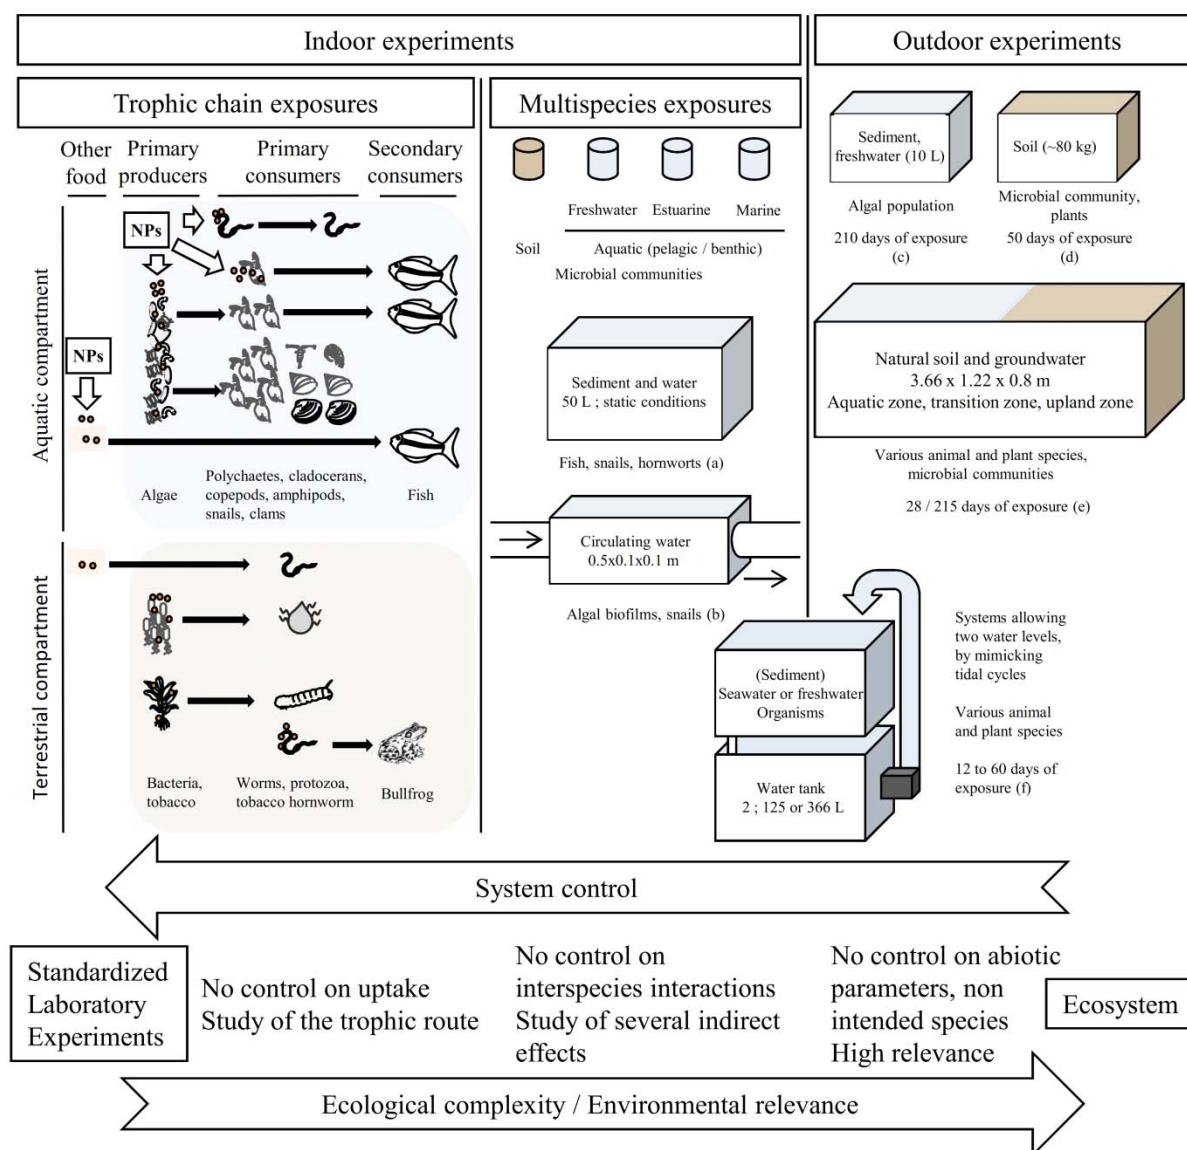 Indoor experiments
Outdoor experiments
Trophic chain exposures
Multispecies exposures
Other
food
Primary
producers
Primary
consumers
Secondary
consumers
Aquatic compartment
NPs
NPs
Algae
Polychaetes, cladocerans,
copepods, amphipods,
snails, clams
Fish
Terrestrial compartment
Bacteria,
tobacco
Worms, protozoa,
tobacco hornworm
Bullfrog
Freshwater
Estuarine
Marine
Soil
Aquatic (pelagic / benthic)
Microbial communities
Sediment and water
50 L ; static conditions
Fish, snails, hornworts (a)
Circulating water
0.5x0.1x0.1 m
Algal biofilms, snails (b)
Sediment,
freshwater (10 L)
Algal population
210 days of exposure
(c)
Soil (~80 kg)
Microbial community,
plants
50 days of exposure
(d)
Natural soil and groundwater
3.66 x 1.22 x 0.8 m
Aquatic zone, transition zone, upland zone
Various animal and plant species,
microbial communities
28 / 215 days of exposure (e)
(Sediment)
Seawater or freshwater
Organisms
Water tank
2 ; 125 or 366 L
Systems allowing
two water levels,
by mimicking
tidal cycles
Various animal
and plant species
12 to 60 days of
exposure (f)
System control
Standardized
Laboratory
Experiments
No control on uptake
Study of the trophic route
No control on
interspecies interactions
Study of several indirect
effects
No control on abiotic
parameters, non
intended species
High relevance
Ecosystem
Ecological complexity / Environmental relevance